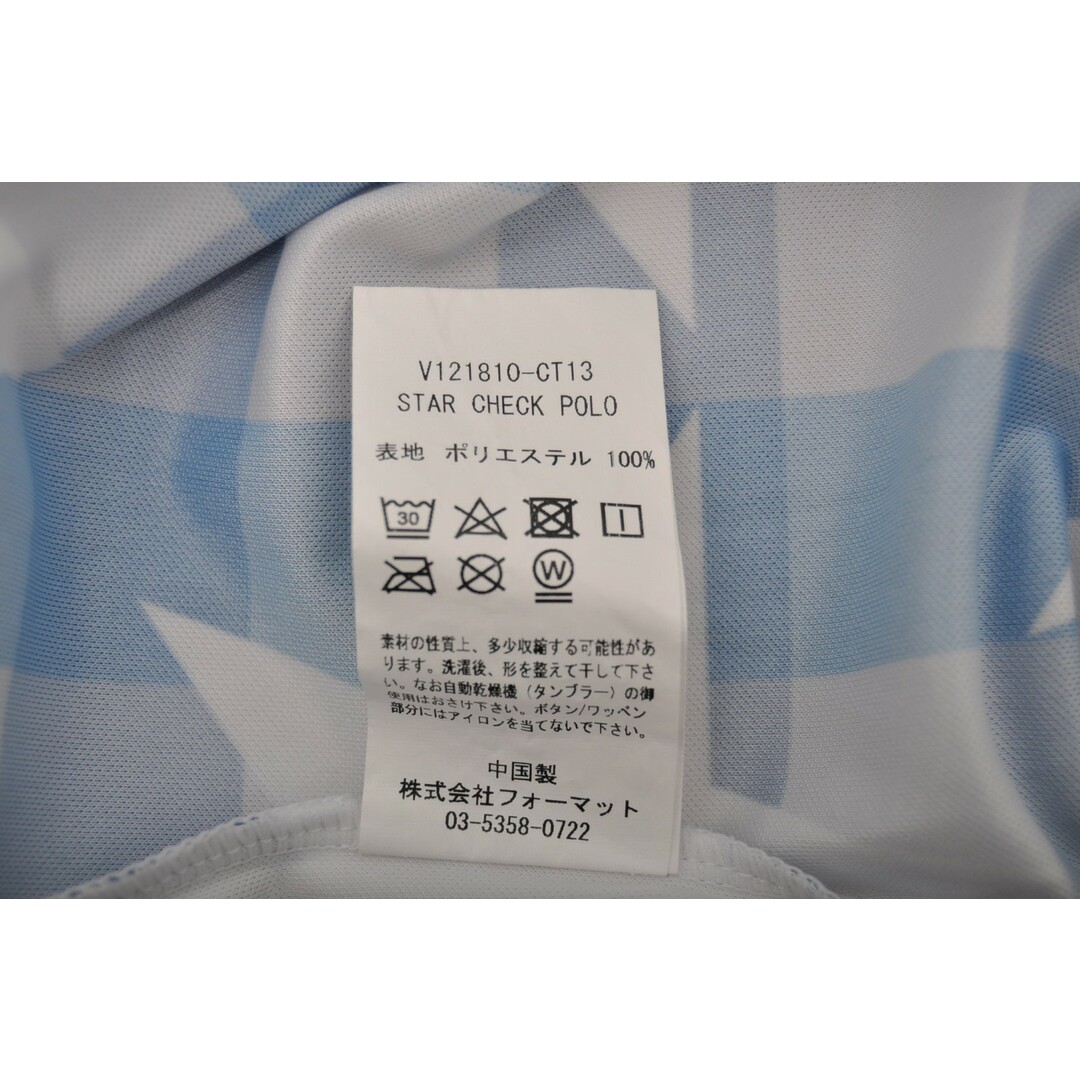 V121810-CT13
STAR CHECK POLO
表地 ポリエステル 100%
30
W
素材の性質上、多少収縮する可能性があ
ります。洗濯後、形を整えて干して下さ
い。なお自動乾燥機（タンブラー）の御
使用はおさけ下さい。ボタン/ワッペン
部分にはアイロンを当てないで下さい。
中国製
株式会社フォーマット
03-5358-0722